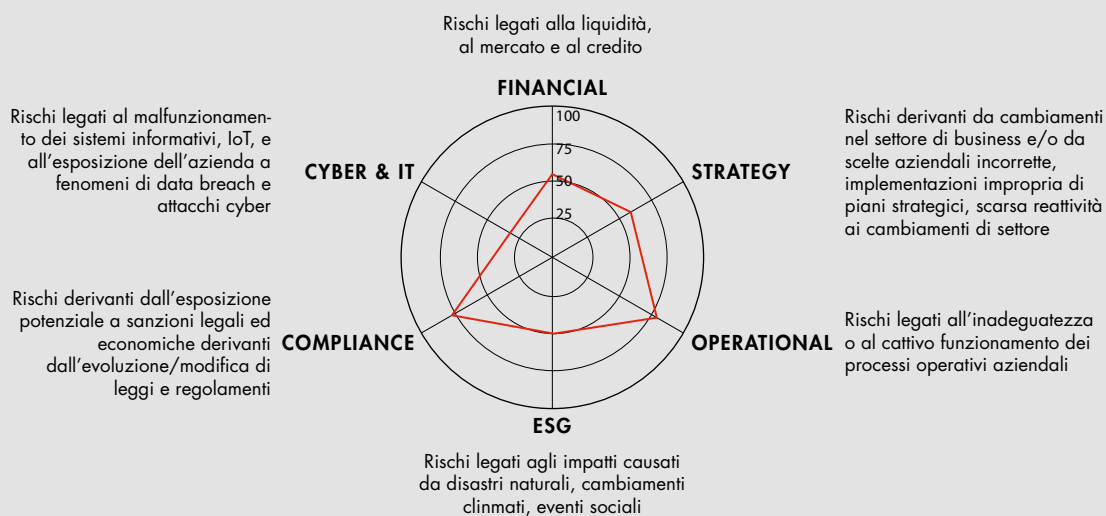 Rischi legati alla liquidità,
al mercato e al credito
FINANCIAL
100
75
50
25
Rischi legati al malfunzionamen-
to dei sistemi informativi, IoT, e
all'esposizione dell'azienda a
fenomeni di data breach e
attacchi cyber
CYBER & IT
STRATEGY
Rischi derivanti da cambiamenti
nel settore di business e/o da
scelte aziendali incorrette,
implementazioni impropria di
piani strategici, scarsa reattività
ai cambiamenti di settore
Rischi derivanti dall'esposizione
potenziale a sanzioni legali ed
economiche derivanti
dall'evoluzione/modifica di
leggi e regolamenti
COMPLIANCE
OPERATIONAL
Rischi legati all'inadeguatezza
o al cattivo funzionamento dei
processi operativi aziendali
ESG
Rischi legati agli impatti causati
da disastri naturali, cambiamenti
clinmati, eventi sociali